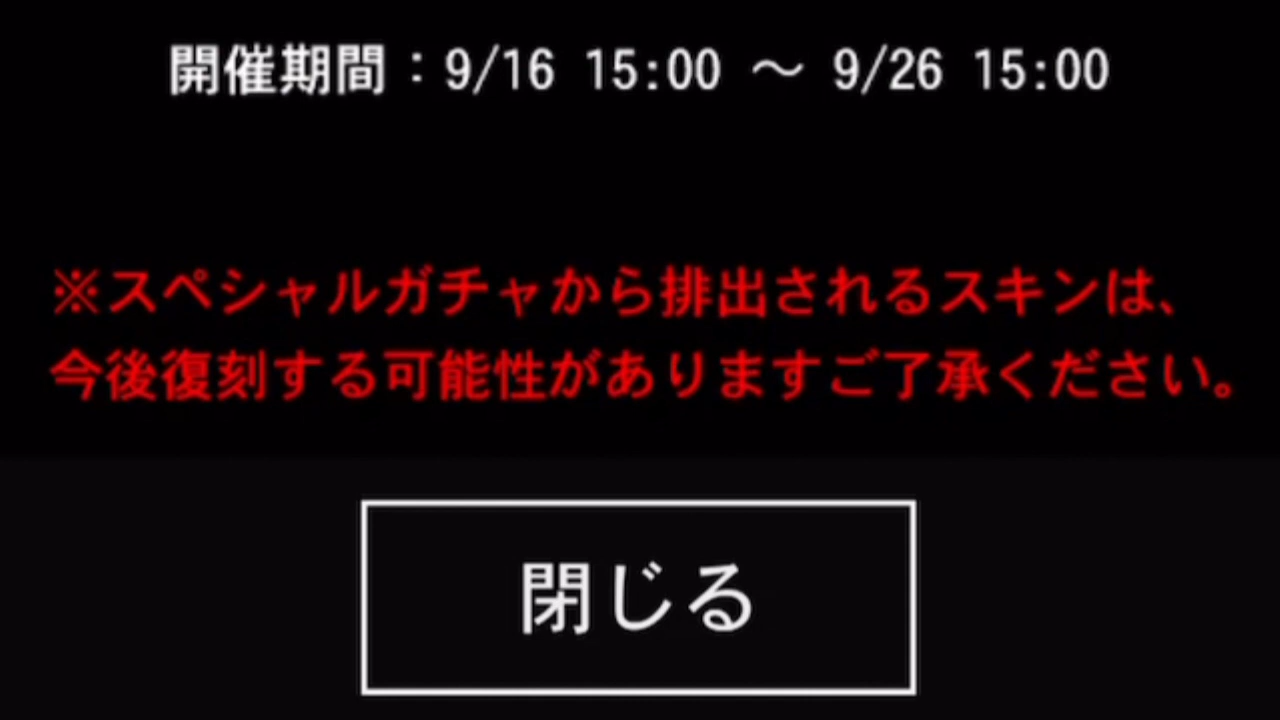 開催期間：9/16 15:00 ～ 9/26 15:00
※スペシャルガチャから排出されるスキンは、
今後復刻する可能性がありますご了承ください。
閉じる